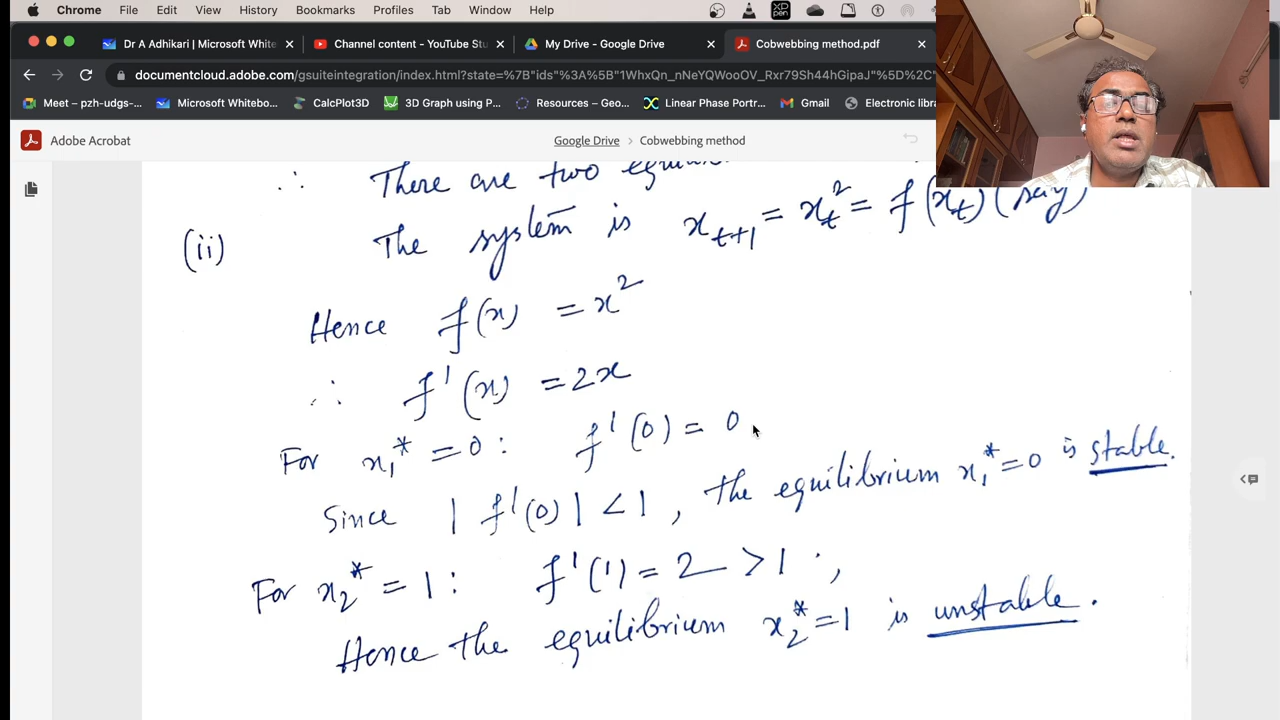 Chrome File Edit View History Bookmarks Profiles Tab Window Help
Dr A Adhikari | Microsoft White Channel content - YouTube Stu My Drive - Google Drive Cobwebbing method.pdf
documentcloud.adobe.com/gsuiteintegration/index.html?state=%7B"ids"%3A%5B"1WhxQn_nNeYQWooOV_Rxr79Sh44hGipaJ"%5D%2C"
Meet – pzh-udgs-... Microsoft Whitebo... CalcPlot3D 3D Graph using P... Resources – Geo... Linear Phase Portr... Gmail Electronic libra
Adobe Acrobat Google Drive > Cobwebbing method
∴ There are two
(ii) The system is x_{t+1} = x_t^2 = f(x_t) (say)
Hence f(x) = x^2
∴ f'(x) = 2x
For x_1^* = 0 : f'(0) = 0
Since |f'(0)| < 1, the equilibrium x_1^* = 0 is stable.
For x_2^* = 1 : f'(1) = 2 > 1 ,
Hence the equilibrium x_2^* = 1 is unstable.